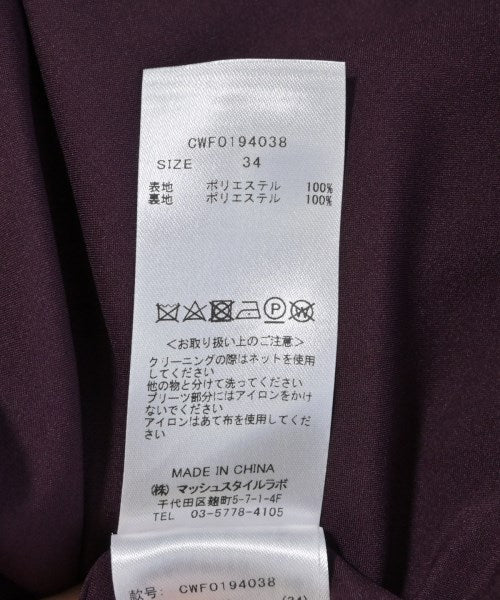 CWF0194038
SIZE 34
表地 ポリエステル 100%
裏地 ポリエステル 100%
<お取り扱い上のご注意>
クリーニングの際はネットを使用
してください
他の物と分けて洗ってください
プリーツ部分にはアイロンをかけ
ないでください
アイロンはあて布を使用してくだ
さい
MADE IN CHINA
(株) マッシュスタイルラボ
千代田区麹町5-7-1-4F
TEL 03-5778-4105
款号: CWF0194038
(34)